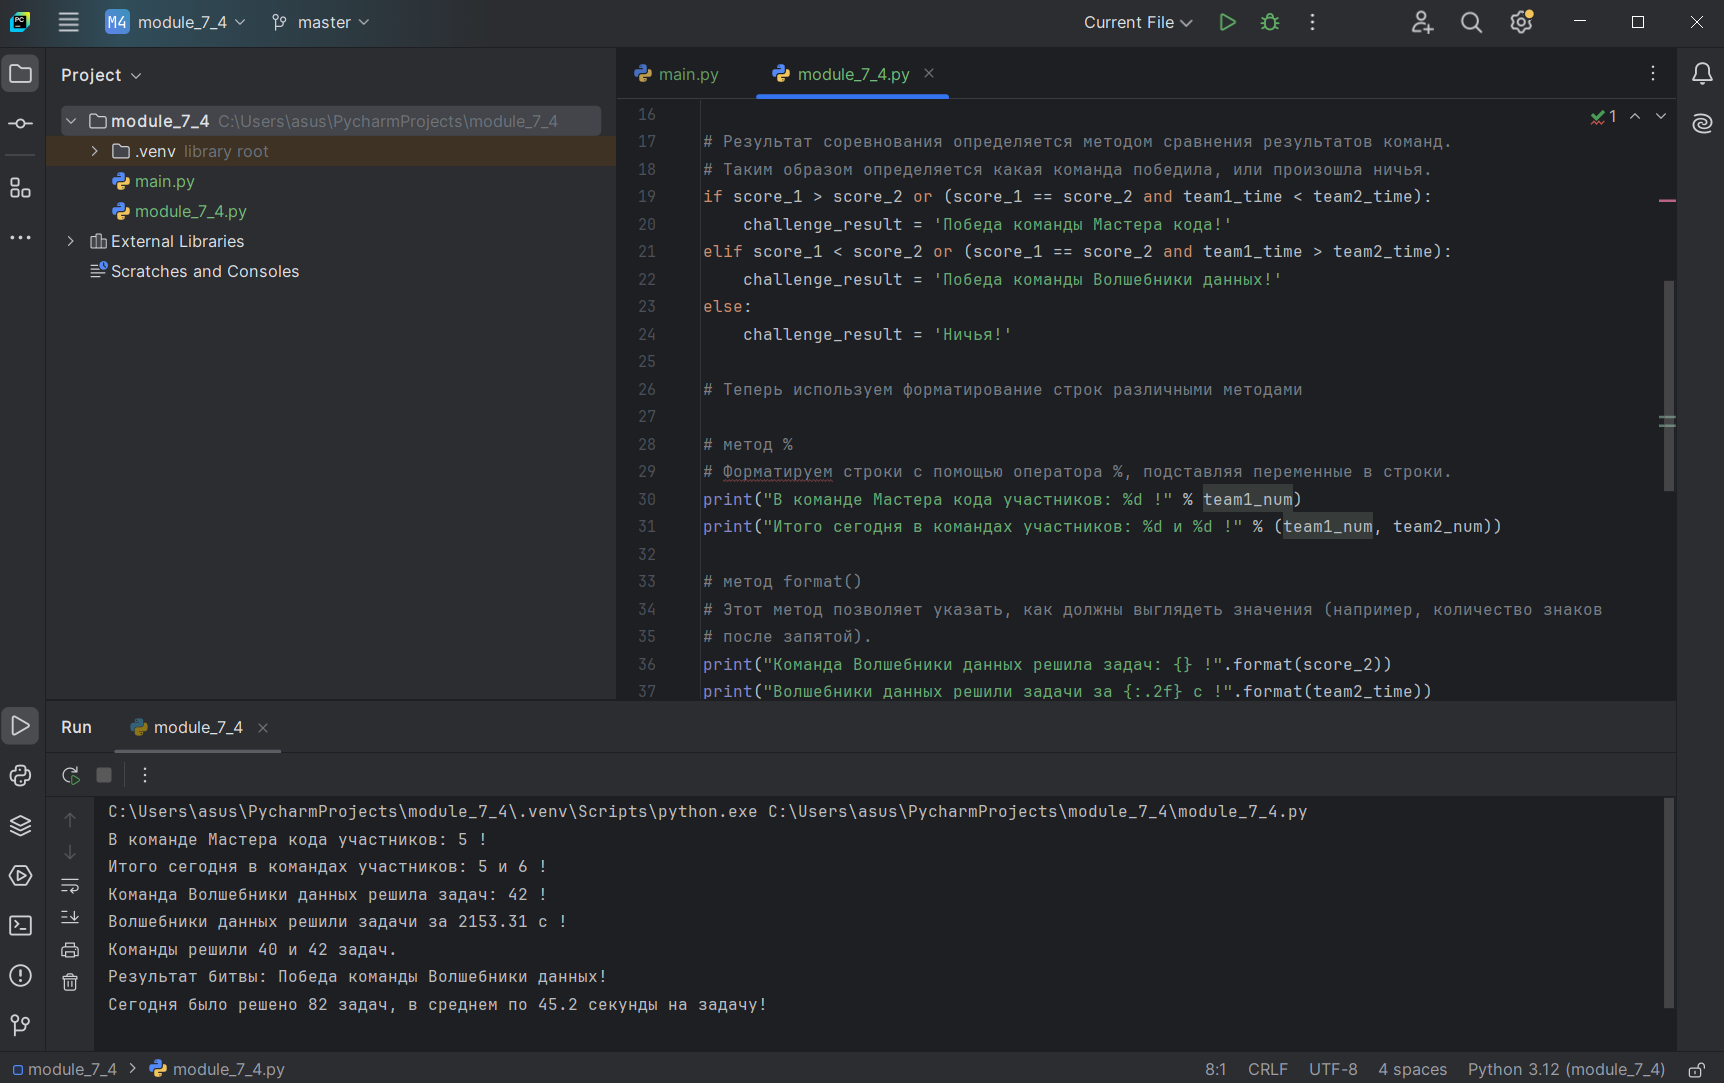 PC M4 module_7_4 master Current File
Project
module_7_4 C:\Users\asus\PycharmProjects\module_7_4
.venv library root
main.py
module_7_4.py
External Libraries
Scratches and Consoles
main.py module_7_4.py
1
16
17 # Результат соревнования определяется методом сравнения результатов команд.
18 # Таким образом определяется какая команда победила, или произошла ничья.
19 if score_1 > score_2 or (score_1 == score_2 and team1_time < team2_time):
20 challenge_result = 'Победа команды Мастера кода!'
21 elif score_1 < score_2 or (score_1 == score_2 and team1_time > team2_time):
22 challenge_result = 'Победа команды Волшебники данных!'
23 else:
24 challenge_result = 'Ничья!'
25
26 # Теперь используем форматирование строк различными методами
27
28 # метод %
29 # Форматируем строки с помощью оператора %, подставляя переменные в строки.
30 print("В команде Мастера кода участников: %d !" % team1_num)
31 print("Итого сегодня в командах участников: %d и %d !" % (team1_num, team2_num))
32
33 # метод format()
34 # Этот метод позволяет указать, как должны выглядеть значения (например, количество знаков
35 # после запятой).
36 print("Команда Волшебники данных решила задач: {} !".format(score_2))
37 print("Волшебники данных решили задачи за {:.2f} с !".format(team2_time))
Run module_7_4
C:\Users\asus\PycharmProjects\module_7_4\.venv\Scripts\python.exe C:\Users\asus\PycharmProjects\module_7_4\module_7_4.py
В команде Мастера кода участников: 5 !
Итого сегодня в командах участников: 5 и 6 !
Команда Волшебники данных решила задач: 42 !
Волшебники данных решили задачи за 2153.31 с !
Команды решили 40 и 42 задач.
Результат битвы: Победа команды Волшебники данных!
Сегодня было решено 82 задач, в среднем по 45.2 секунды на задачу!
module_7_4 > module_7_4.py 8:1 CRLF UTF-8 4 spaces Python 3.12 (module_7_4)